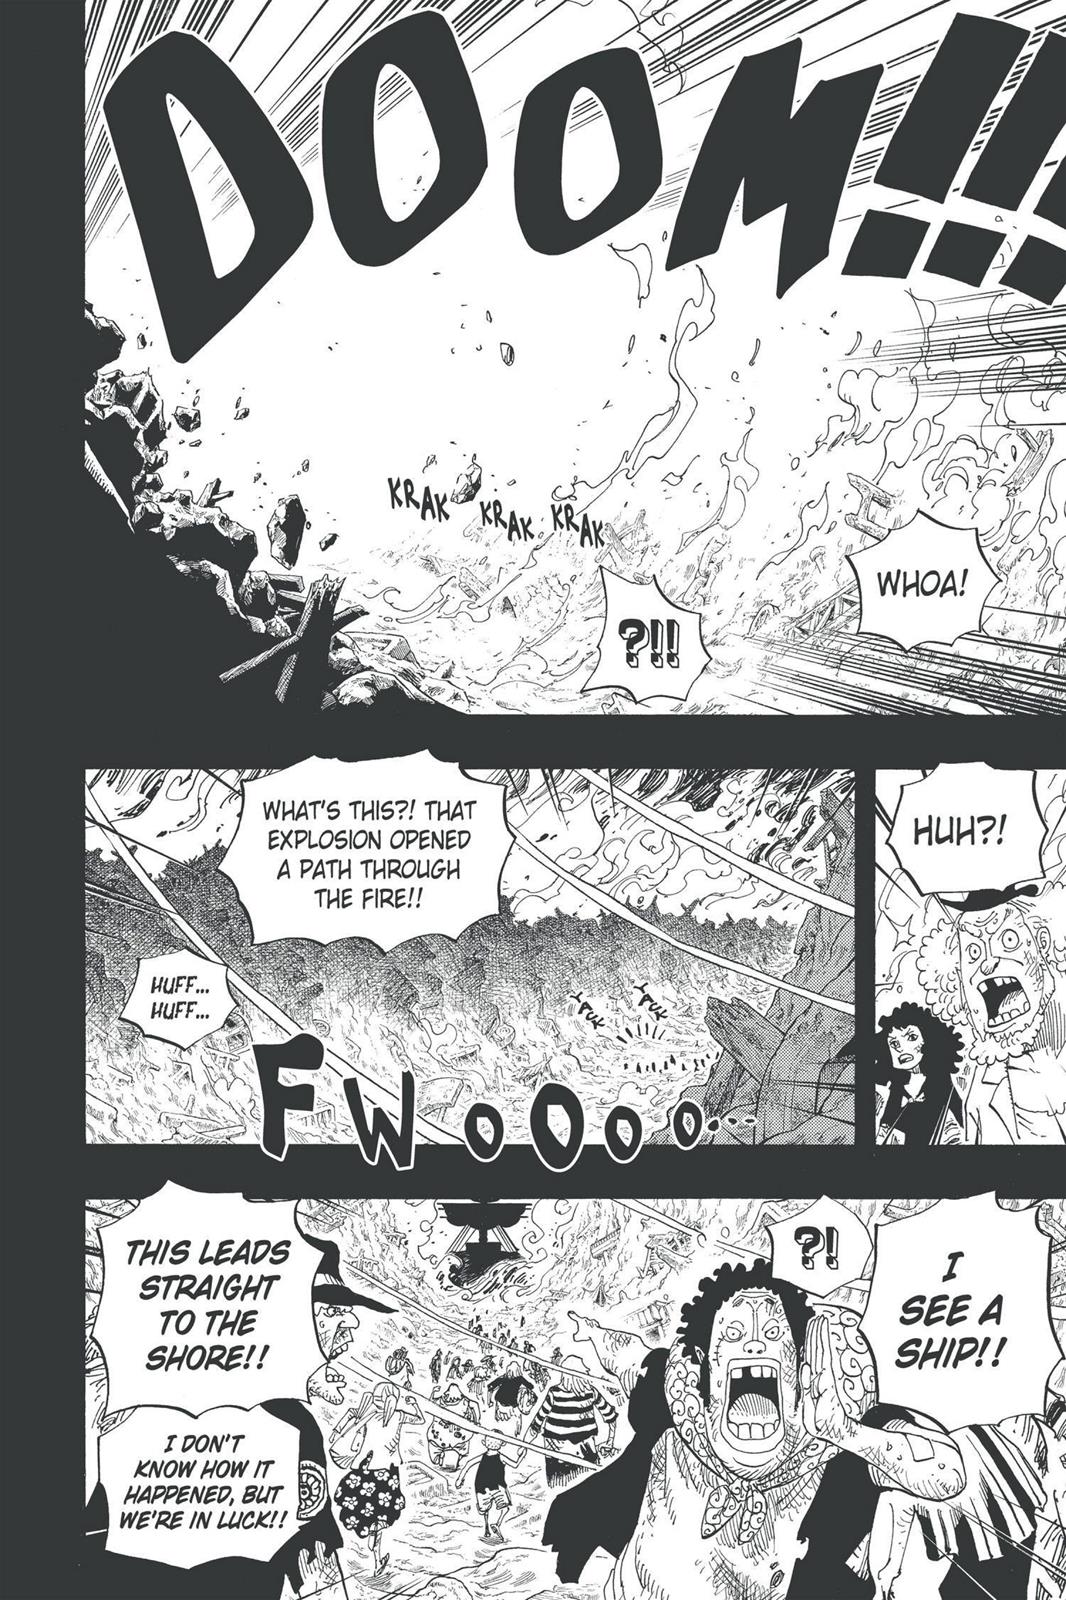 DOOM!!!
KRAK
KRAK
KRAK
WHOA!
?!!
HUH?!
WHAT'S THIS?! THAT
EXPLOSION OPENED
A PATH THROUGH
THE FIRE!!
HUFF...
HUFF...
FWOOOO...
I
SEE A
SHIP!!
?!
THIS LEADS
STRAIGHT
TO THE
SHORE!!
I DON'T
KNOW HOW IT
HAPPENED, BUT
WE'RE IN LUCK!!